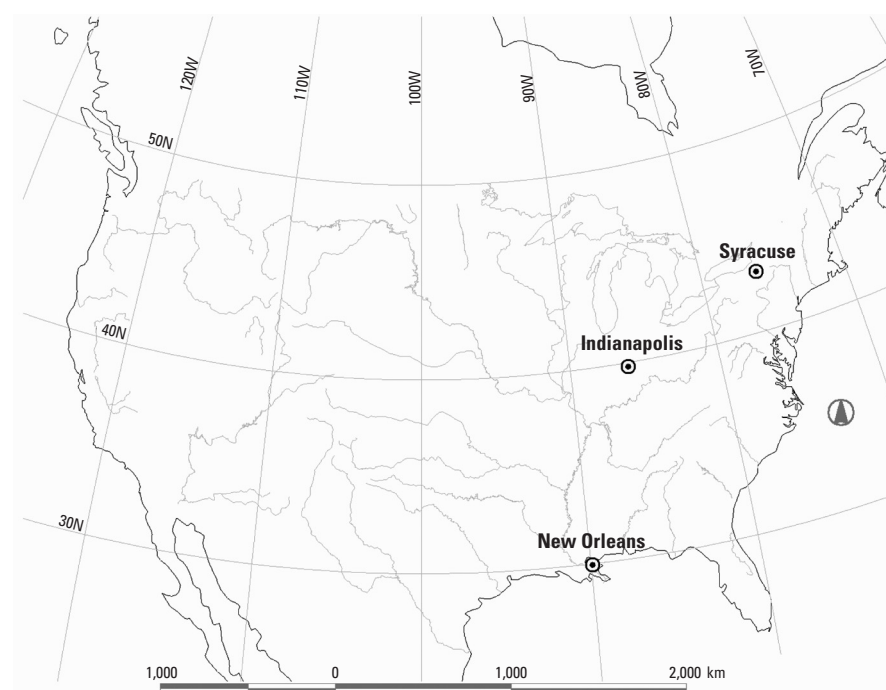 120W
110W
100W
90W
80W
70W
50N
Syracuse
40N
Indianapolis
30N
New Orleans
1,000 0 1,000 2,000 km